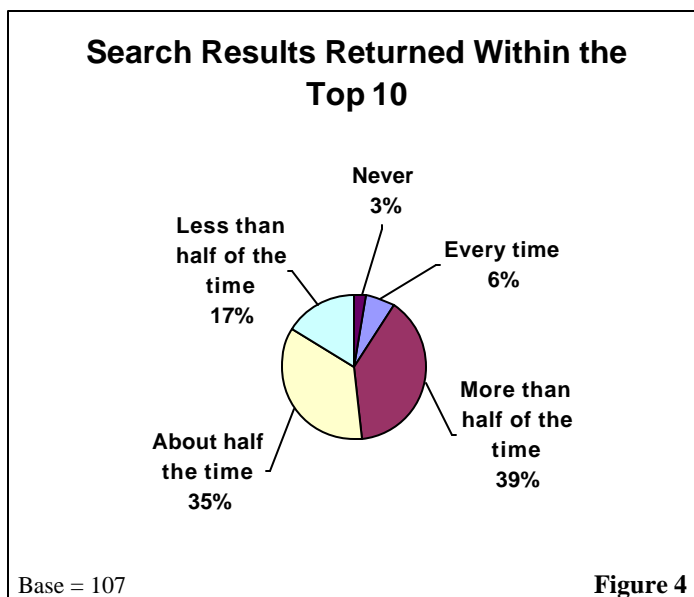 Search Results Returned Within the
Top 10
Never
3%
Every time
6%
Less than
half of the
time
17%
More than
half of the
time
39%
About half
the time
35%
Base = 107
Figure 4